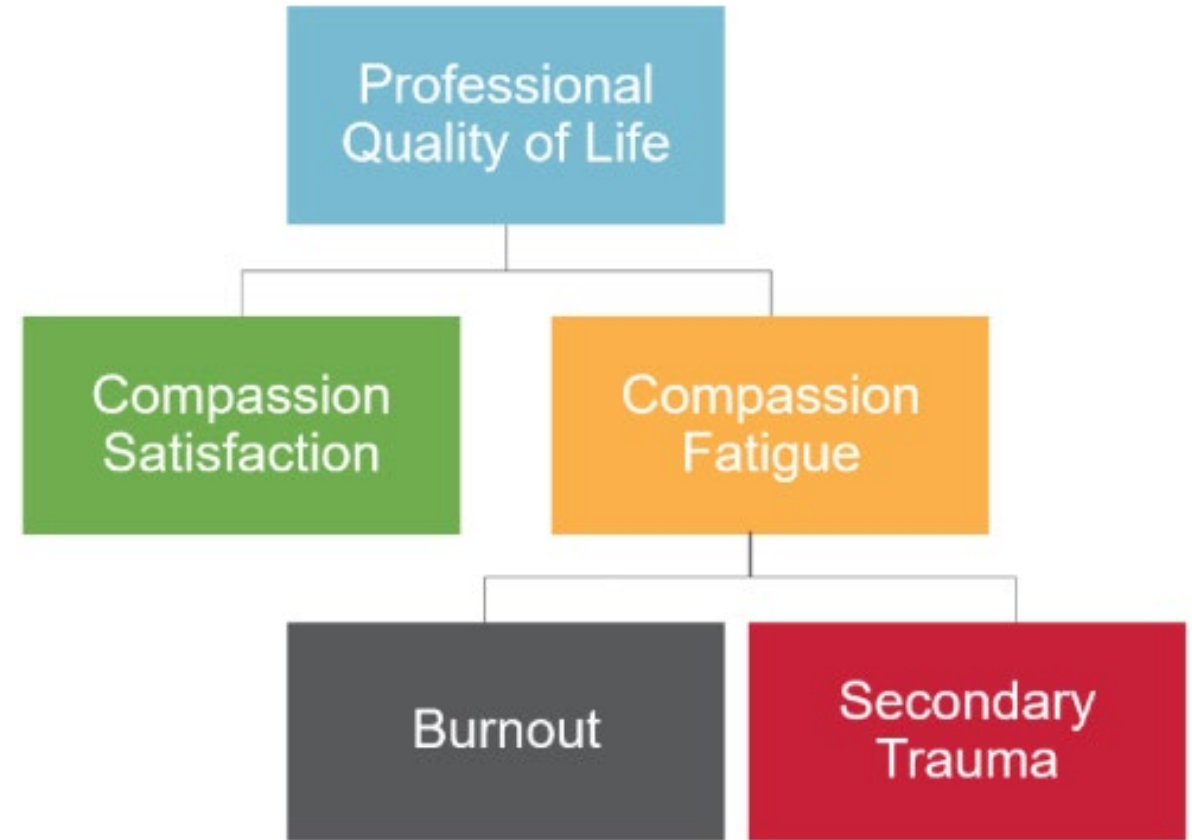 Professional
Quality of Life
Compassion
Satisfaction
Compassion
Fatigue
Burnout
Secondary
Trauma